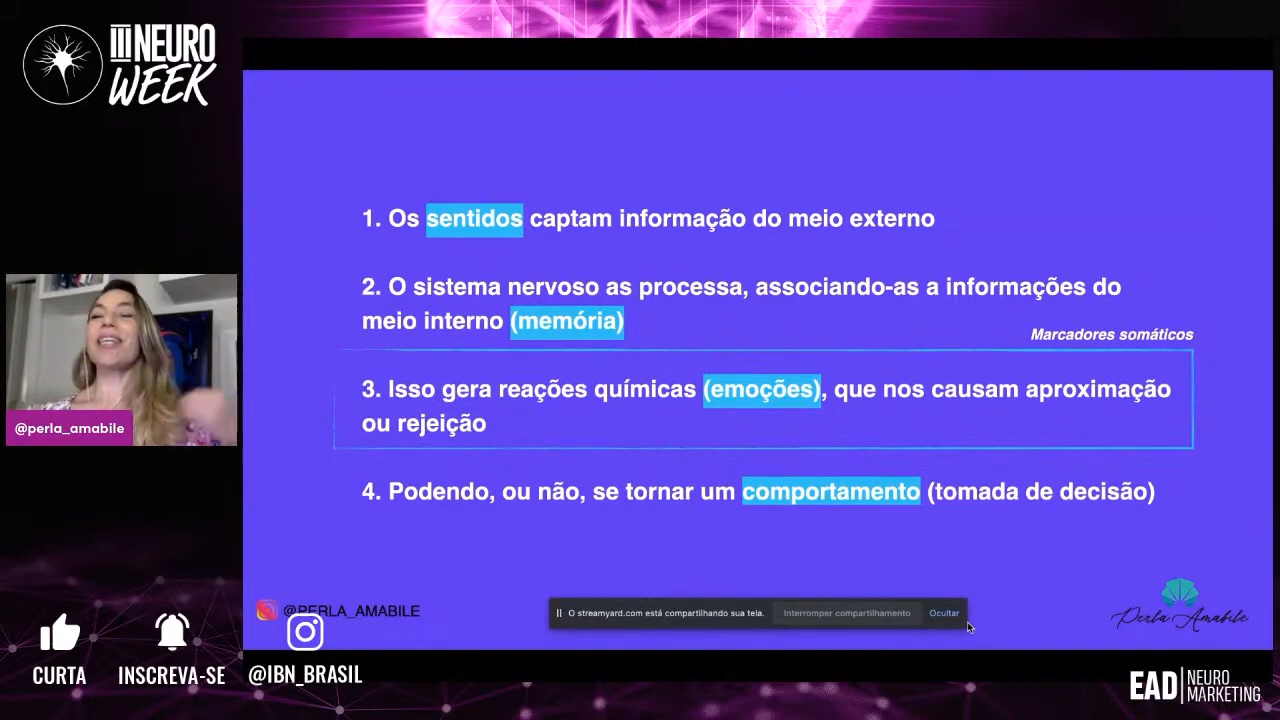 III NEURO
WEEK
1. Os sentidos captam informação do meio externo
2. O sistema nervoso as processa, associando-as a informações do
meio interno (memória)
Marcadores somáticos
3. Isso gera reações químicas (emoções), que nos causam aproximação
ou rejeição
4. Podendo, ou não, se tornar um comportamento (tomada de decisão)
@perla_amabile
@PERLA_AMABILE
O streamyard.com está compartilhando sua tela.
Interromper compartilhamento
Ocultar
Perla Amabile
CURTA
INSCREVA-SE
@IBN_BRASIL
EAD
NEURO
MARKETING